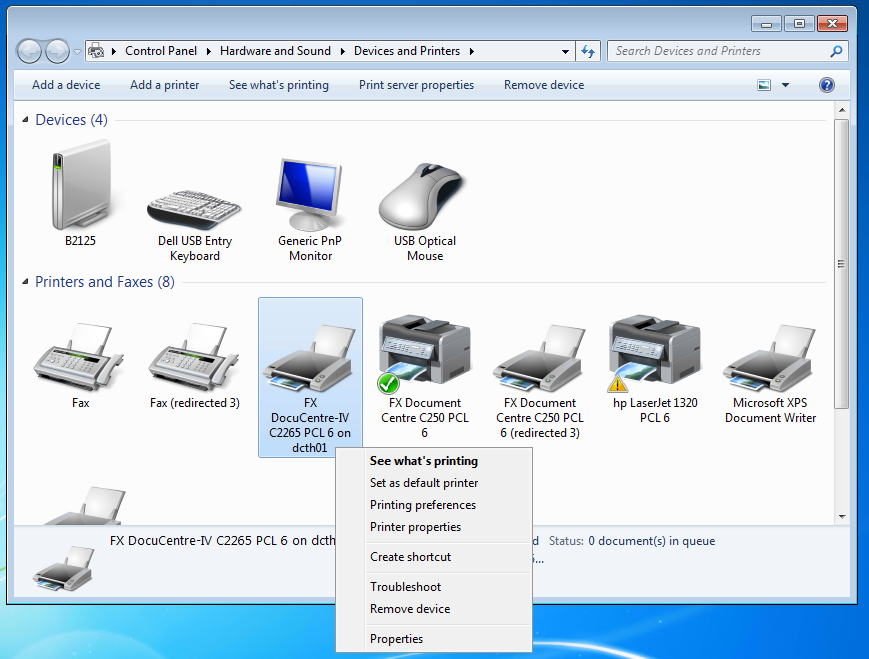 Control Panel Hardware and Sound Devices and Printers
Search Devices and Printers
Add a device Add a printer See what's printing Print server properties Remove device
Devices (4)
B2125
Dell USB Entry
Keyboard
Generic PnP
Monitor
USB Optical
Mouse
Printers and Faxes (8)
Fax
Fax (redirected 3)
FX
DocuCentre-IV
C2265 PCL 6 on
dcth01
FX Document
Centre C250 PCL
6
FX Document
Centre C250 PCL
6 (redirected 3)
hp LaserJet 1320
PCL 6
Microsoft XPS
Document Writer
See what's printing
Set as default printer
Printing preferences
Printer properties
Create shortcut
Troubleshoot
Remove device
Properties
FX DocuCentre-IV C2265 PCL 6 on dcth
Status: 0 document(s) in queue